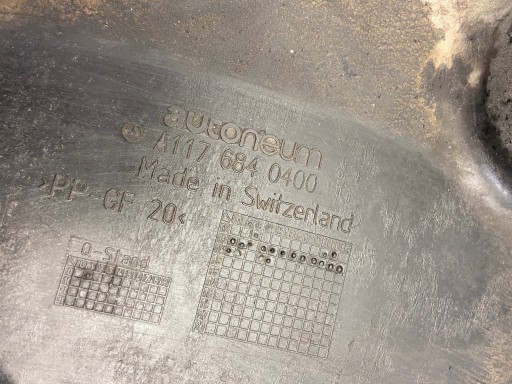 autoneum
A117 684 0400
Made in Switzerland
>PP-GF 20<
Q-Stand